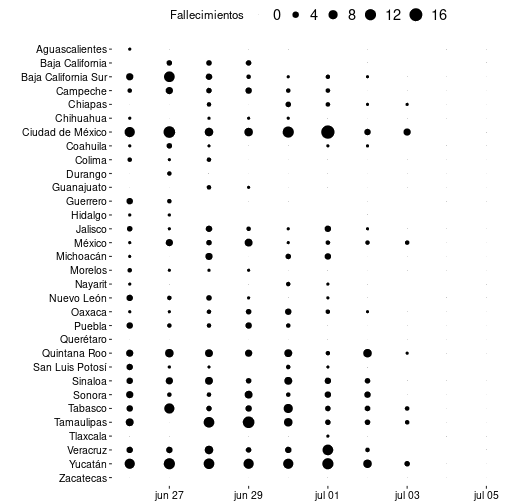 Fallecimientos 0 4 8 12 16
Aguascalientes
Baja California
Baja California Sur
Campeche
Chiapas
Chihuahua
Ciudad de México
Coahuila
Colima
Durango
Guanajuato
Guerrero
Hidalgo
Jalisco
México
Michoacán
Morelos
Nayarit
Nuevo León
Oaxaca
Puebla
Querétaro
Quintana Roo
San Luis Potosí
Sinaloa
Sonora
Tabasco
Tamaulipas
Tlaxcala
Veracruz
Yucatán
Zacatecas
jun 27 jun 29 jul 01 jul 03 jul 05